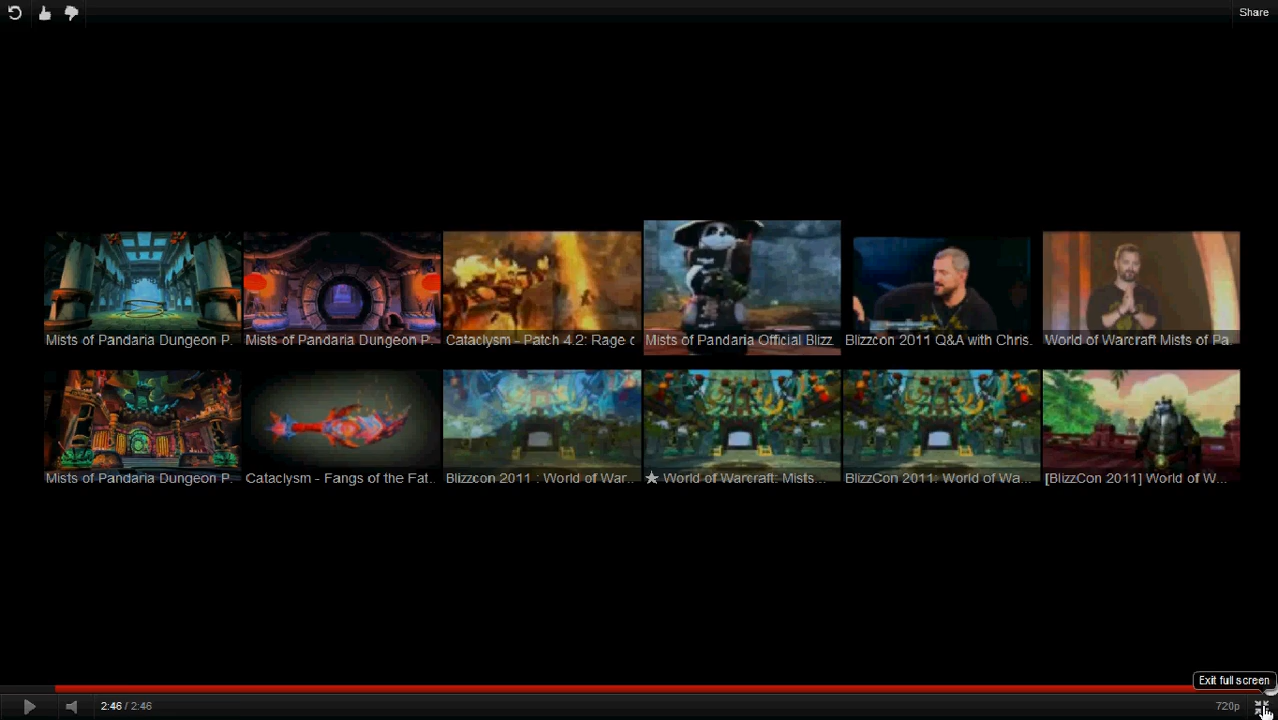 Share
Mists of Pandaria Dungeon P.
Mists of Pandaria Dungeon P.
Cataclysm - Patch 4.2: Rage o
Mists of Pandaria Official Blizz
Blizzcon 2011 Q&A with Chris.
World of Warcraft Mists of Pa.
Mists of Pandaria Dungeon P.
Cataclysm - Fangs of the Fat..
Blizzcon 2011 : World of War...
★ World of Warcraft: Mists...
BlizzCon 2011: World of Wa...
[BlizzCon 2011] World of W...
Exit full screen
2:46 / 2:46
720p